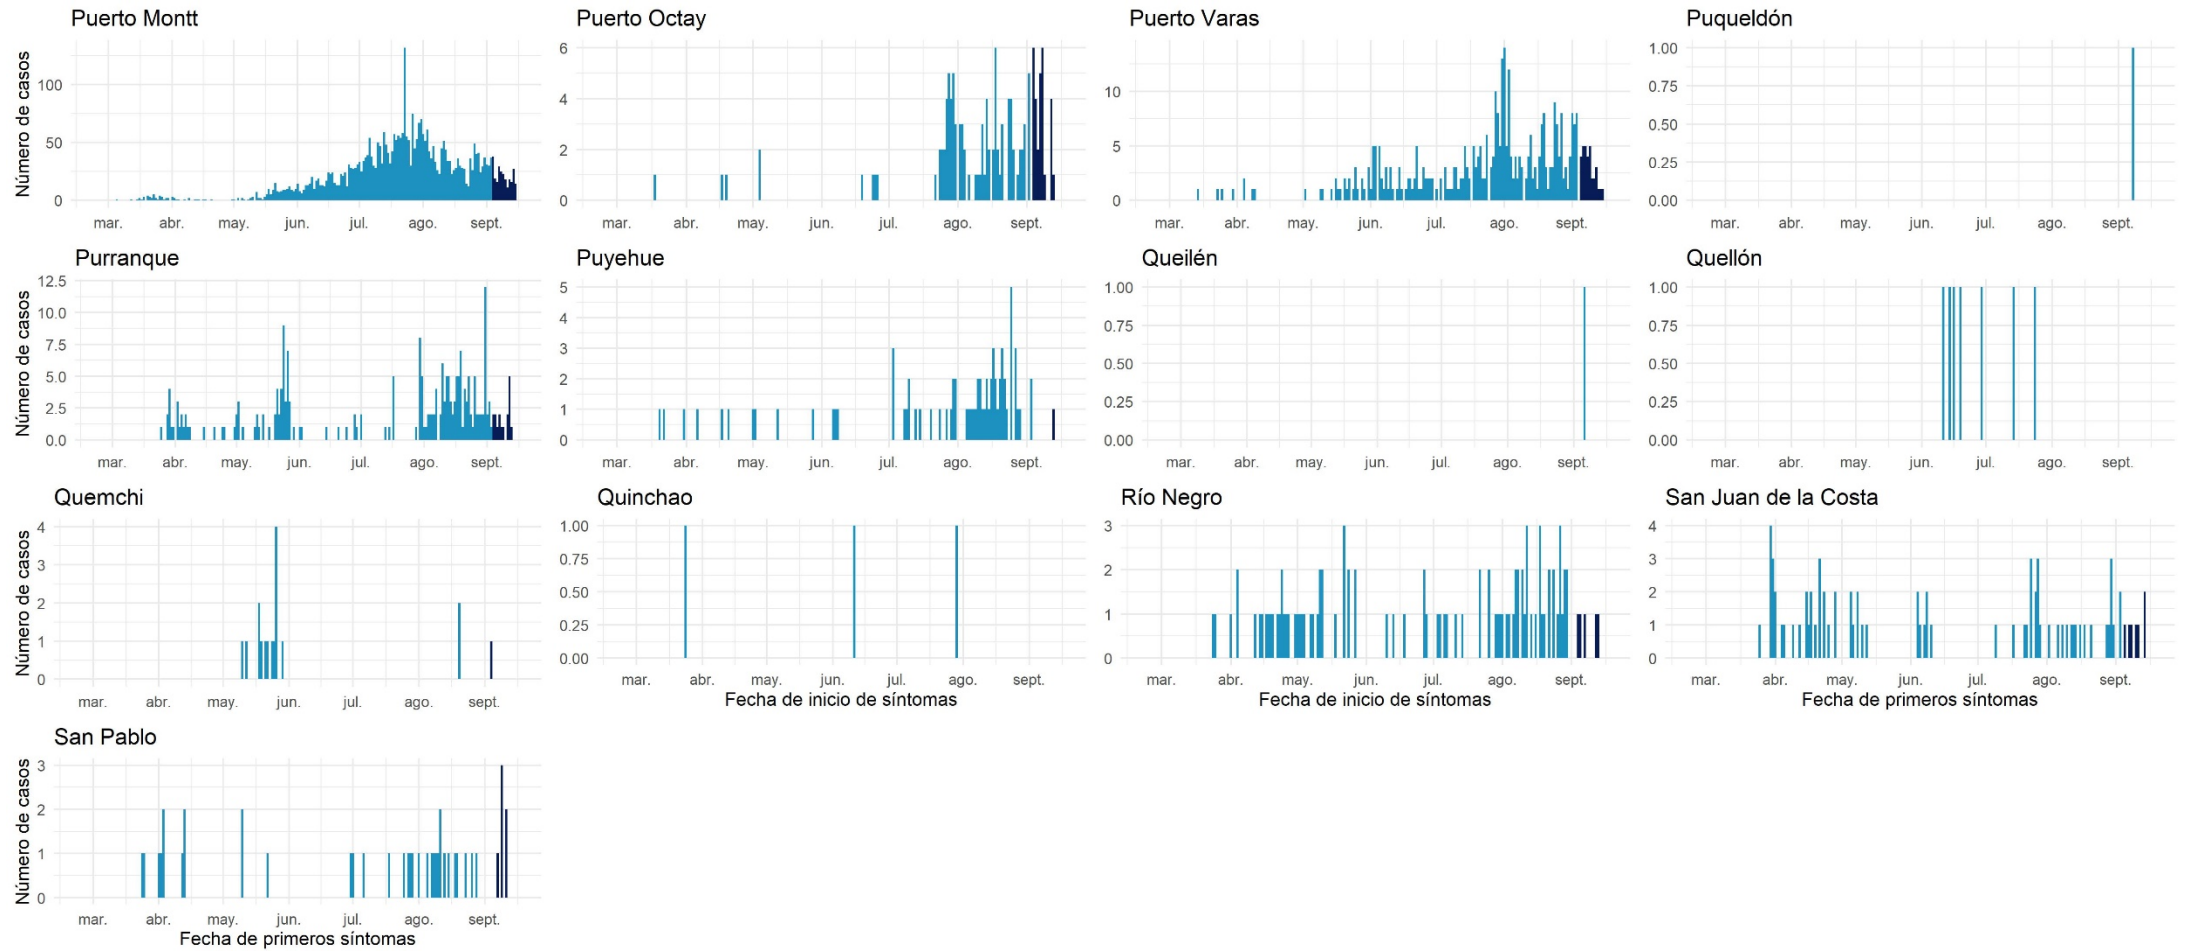 Puerto Montt
Número de casos
100
50
0
mar. abr. may. jun. jul. ago. sept.
Puerto Octay
6
4
2
0
mar. abr. may. jun. jul. ago. sept.
Puerto Varas
10
5
0
mar. abr. may. jun. jul. ago. sept.
Puqueldón
1.00
0.75
0.50
0.25
0.00
mar. abr. may. jun. jul. ago. sept.
Purranque
Número de casos
12.5
10.0
7.5
5.0
2.5
0.0
mar. abr. may. jun. jul. ago. sept.
Puyehue
5
4
3
2
1
0
mar. abr. may. jun. jul. ago. sept.
Queilén
1.00
0.75
0.50
0.25
0.00
mar. abr. may. jun. jul. ago. sept.
Quellón
1.00
0.75
0.50
0.25
0.00
mar. abr. may. jun. jul. ago. sept.
Quemchi
Número de casos
4
3
2
1
0
mar. abr. may. jun. jul. ago. sept.
Quinchao
1.00
0.75
0.50
0.25
0.00
mar. abr. may. jun. jul. ago. sept.
Fecha de inicio de síntomas
Río Negro
3
2
1
0
mar. abr. may. jun. jul. ago. sept.
Fecha de inicio de síntomas
San Juan de la Costa
4
3
2
1
0
mar. abr. may. jun. jul. ago. sept.
Fecha de primeros síntomas
San Pablo
Número de casos
3
2
1
0
mar. abr. may. jun. jul. ago. sept.
Fecha de primeros síntomas